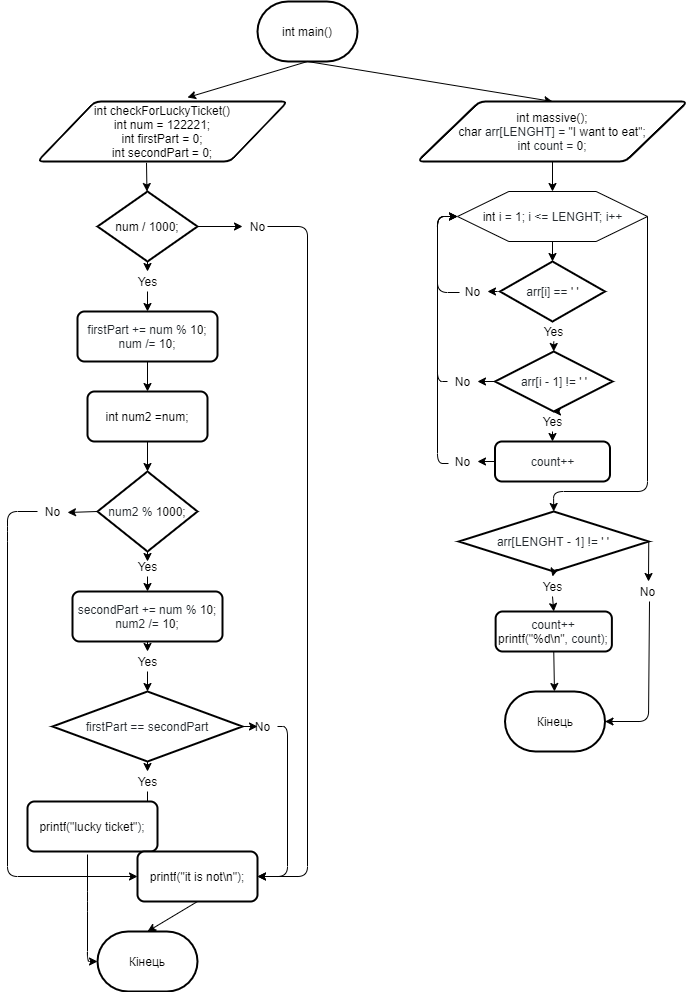 int main()
int checkForLuckyTicket()
int num = 122221;
int firstPart = 0;
int secondPart = 0;
num / 1000;
No
Yes
firstPart += num % 10;
num /= 10;
int num2 =num;
num2 % 1000;
No
Yes
secondPart += num % 10;
num2 /= 10;
Yes
firstPart == secondPart
No
Yes
printf("lucky ticket");
printf("it is not\n");
Кінець
int massive();
char arr[LENGHT] = "I want to eat";
int count = 0;
int i = 1; i <= LENGHT; i++
arr[i] == ' '
No
Yes
arr[i - 1] != ' '
No
Yes
count++
No
arr[LENGHT - 1] != ' '
Yes
No
count++
printf("%d\n", count);
Кінець